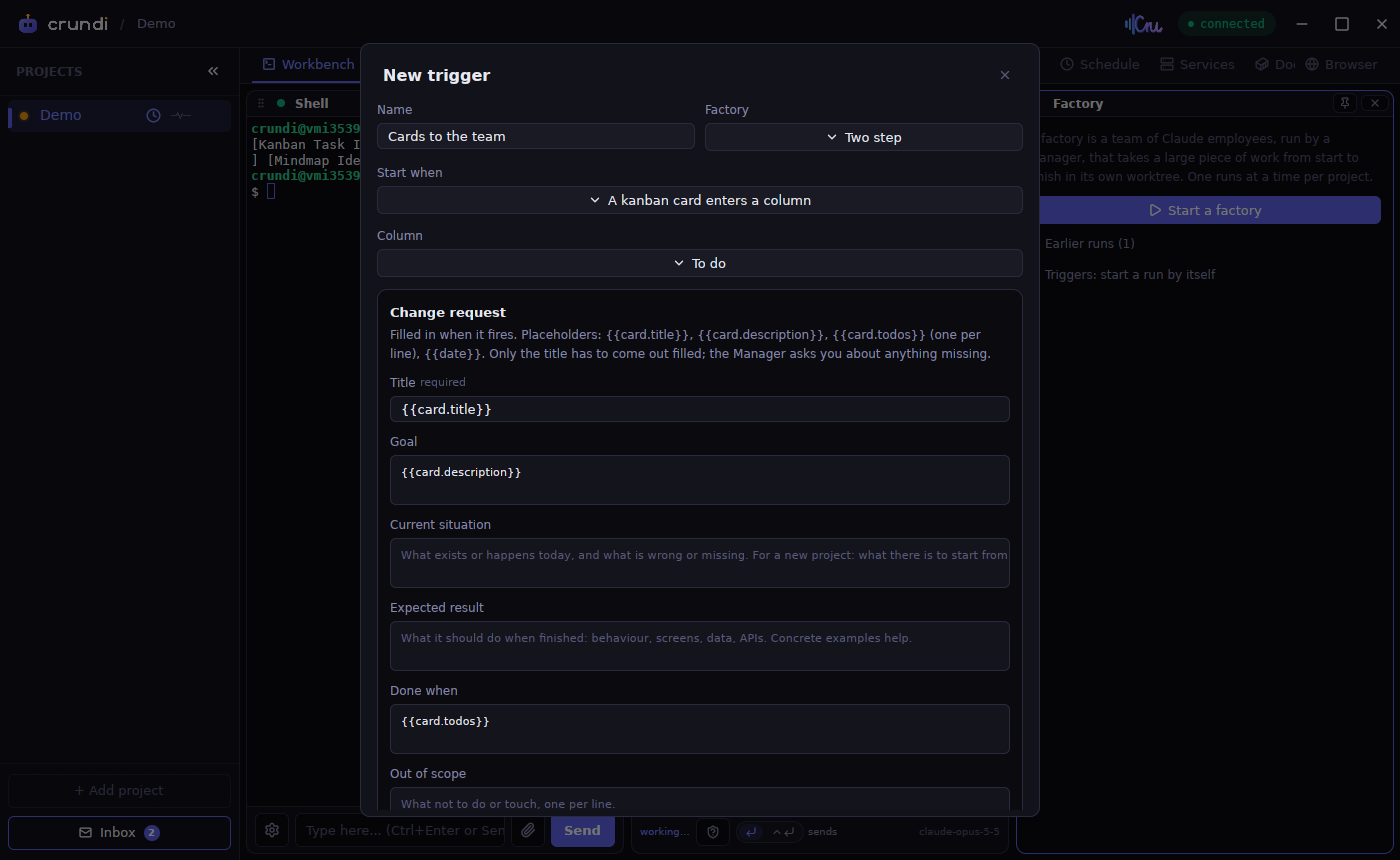 crundi / Demo
Cru
connected
PROJECTS
Demo
+ Add project
Inbox 2
Workbench
Schedule
Services
Browser
Shell
crundi@vmi3539
[Kanban Task I
] [Mindmap Ide
crundi@vmi3539
$
New trigger
Name
Cards to the team
Factory
Two step
Start when
A kanban card enters a column
Column
To do
Change request
Filled in when it fires. Placeholders: {{card.title}}, {{card.description}}, {{card.todos}} (one per
line), {{date}}. Only the title has to come out filled; the Manager asks you about anything missing.
Title required
{{card.title}}
Goal
{{card.description}}
Current situation
What exists or happens today, and what is wrong or missing. For a new project: what there is to start from
Expected result
What it should do when finished: behaviour, screens, data, APIs. Concrete examples help.
Done when
{{card.todos}}
Out of scope
What not to do or touch, one per line.
Factory
factory is a team of Claude employees, run by a
anager, that takes a large piece of work from start to
nish in its own worktree. One runs at a time per project.
Start a factory
Earlier runs (1)
Triggers: start a run by itself
Type here... (Ctrl+Enter or Sen
Send
working...
sends
claude-opus-5-5